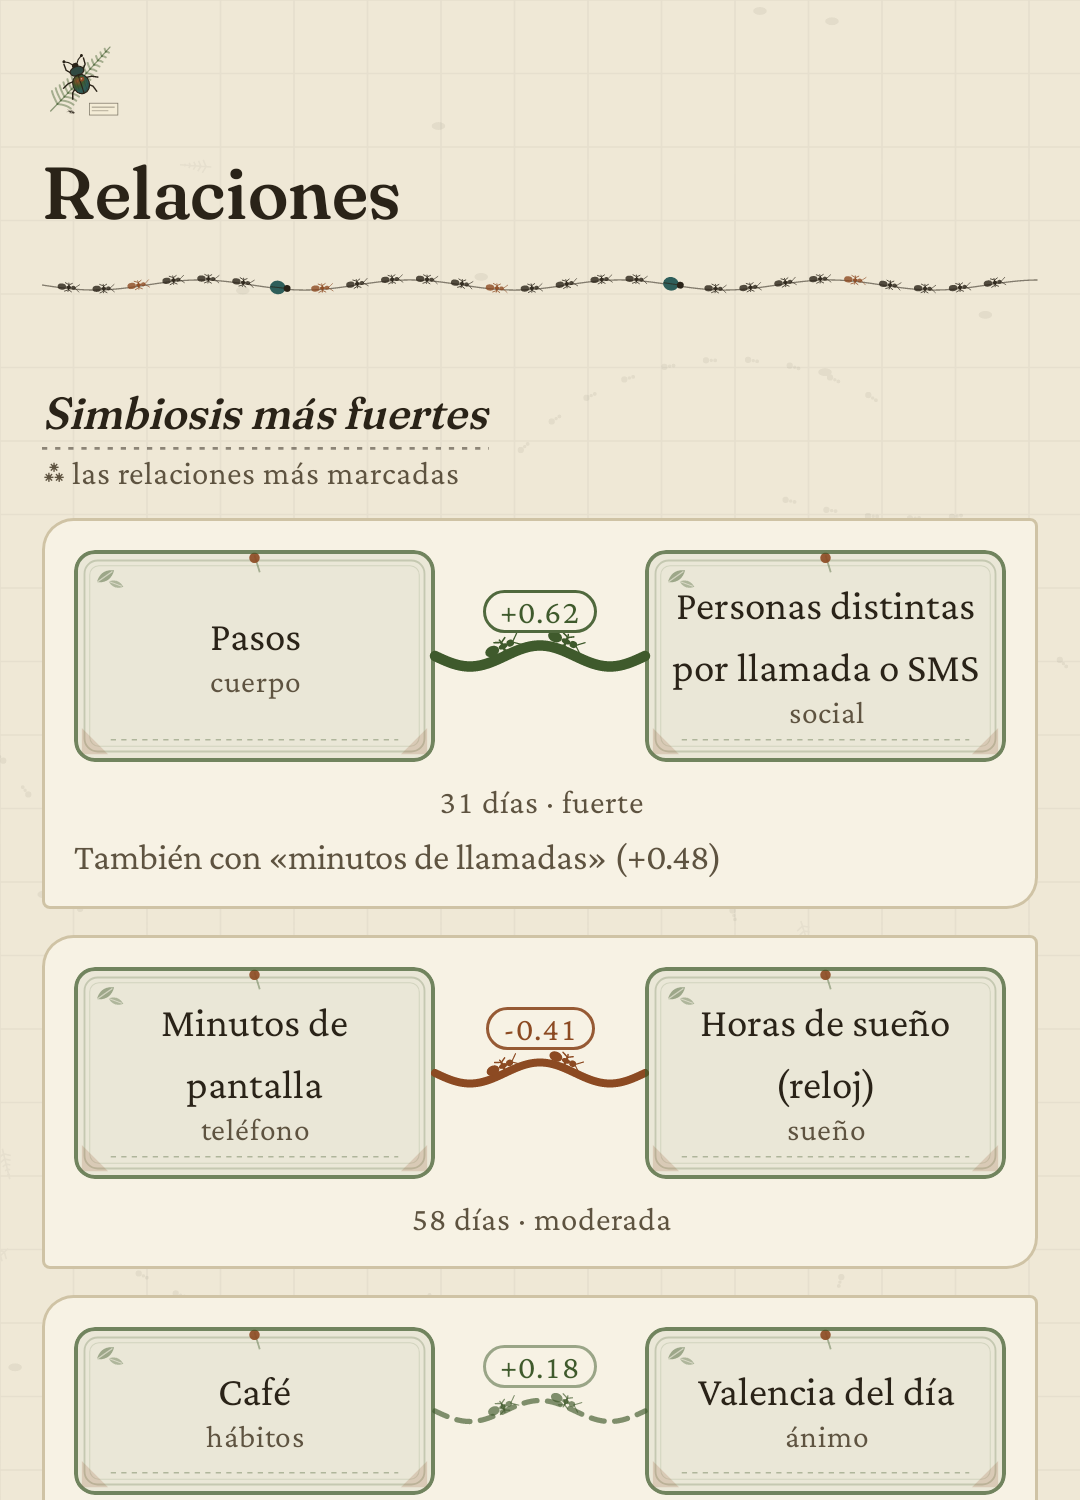 Relaciones
Simbiosis más fuertes
⁂ las relaciones más marcadas
Pasos
cuerpo
+0.62
Personas distintas
por llamada o SMS
social
31 días · fuerte
También con «minutos de llamadas» (+0.48)
Minutos de
pantalla
teléfono
-0.41
Horas de sueño
(reloj)
sueño
58 días · moderada
Café
hábitos
+0.18
Valencia del día
ánimo